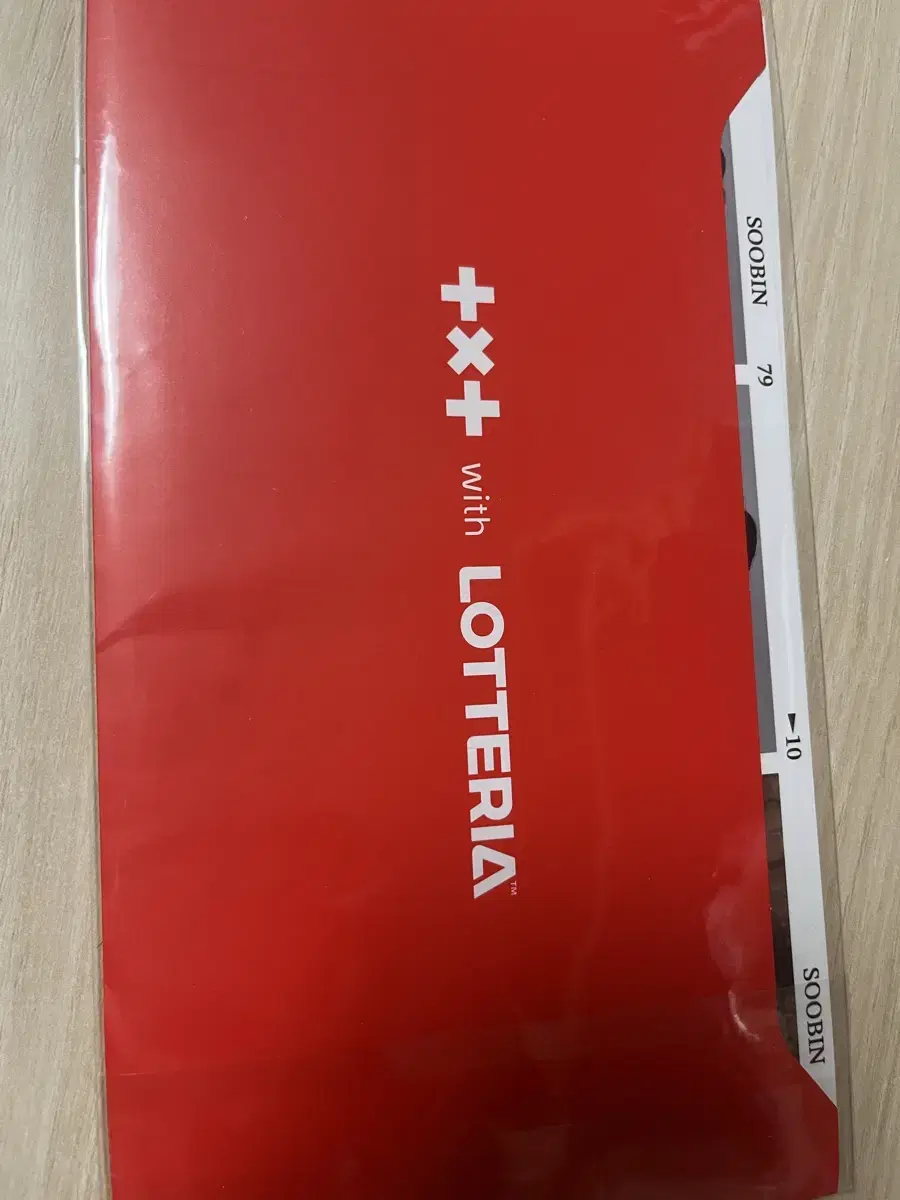 +x+ with LOTTERIA™
SOOBIN
79
►10
SOOBIN